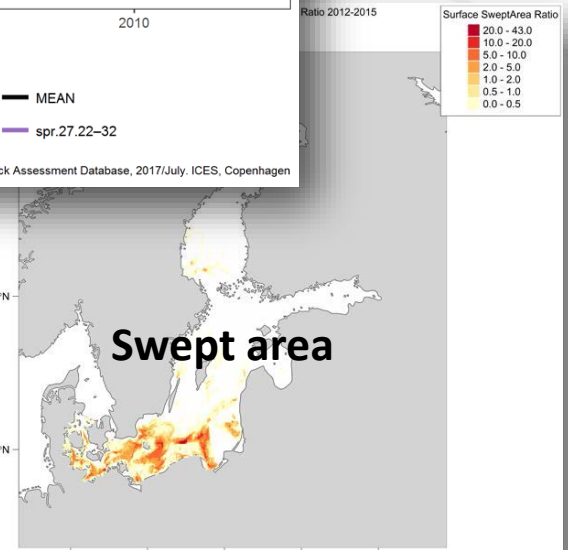 2010
MEAN
spr.27.22–32
ck Assessment Database, 2017/July. ICES, Copenhagen
Ratio 2012-2015
Surface SweptArea Ratio
20.0 - 43.0
10.0 - 20.0
5.0 - 10.0
2.0 - 5.0
1.0 - 2.0
0.5 - 1.0
0.0 - 0.5
°N
Swept area
°N